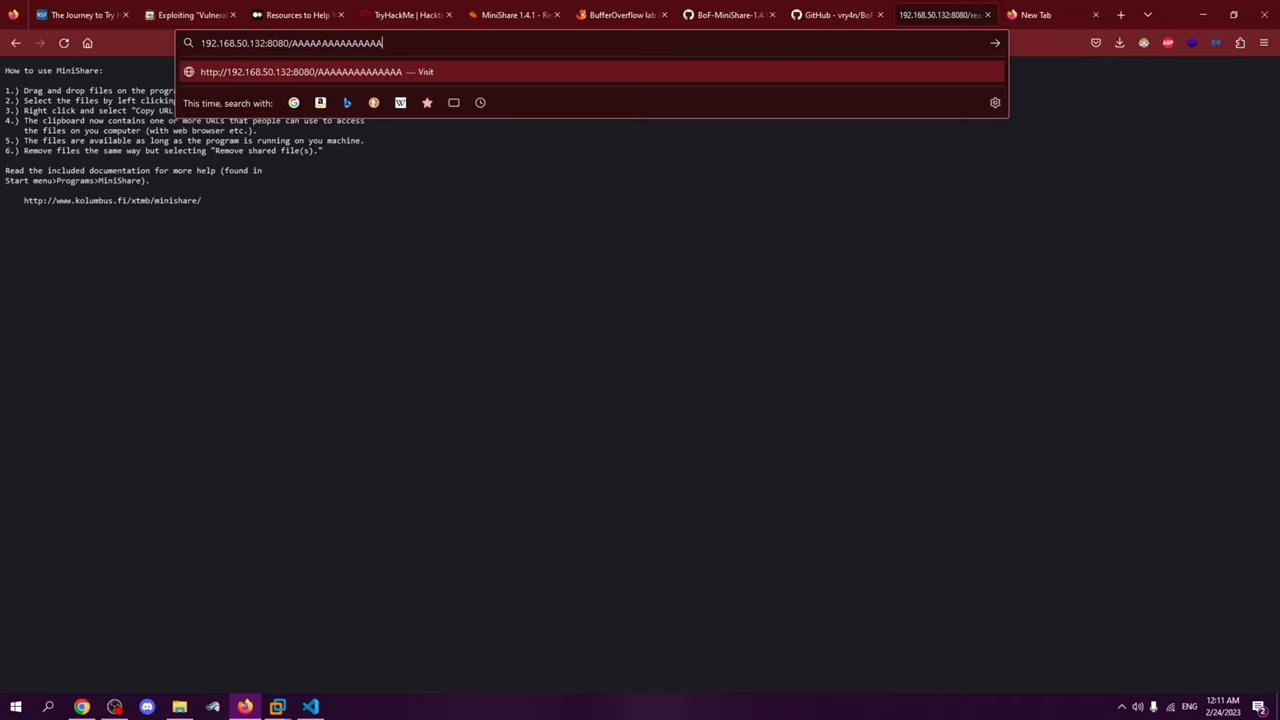 The Journey to Try H
Exploiting "Vulnera
Resources to Help Y
TryHackMe | Hackti
MiniShare 1.4.1 - Re
BufferOverflow lab
BoF-MiniShare-1.4.
GitHub - vry4n/BoF
192.168.50.132:8080/rea
New Tab
192.168.50.132:8080/AAAAAAAAAAAAAAA
http://192.168.50.132:8080/AAAAAAAAAAAAAA — Visit
This time, search with:
How to use MiniShare:
1.) Drag and drop files on the progr
2.) Select the files by left clicking
3.) Right click and select "Copy URL
4.) The clipboard now contains one or more URLs that people can use to access
the files on you computer (with web browser etc.).
5.) The files are available as long as the program is running on you machine.
6.) Remove files the same way but selecting "Remove shared file(s)."
Read the included documentation for more help (found in
Start menu>Programs>MiniShare).
http://www.kolumbus.fi/xtmb/minishare/
ENG
12:11 AM
2/24/2023
2